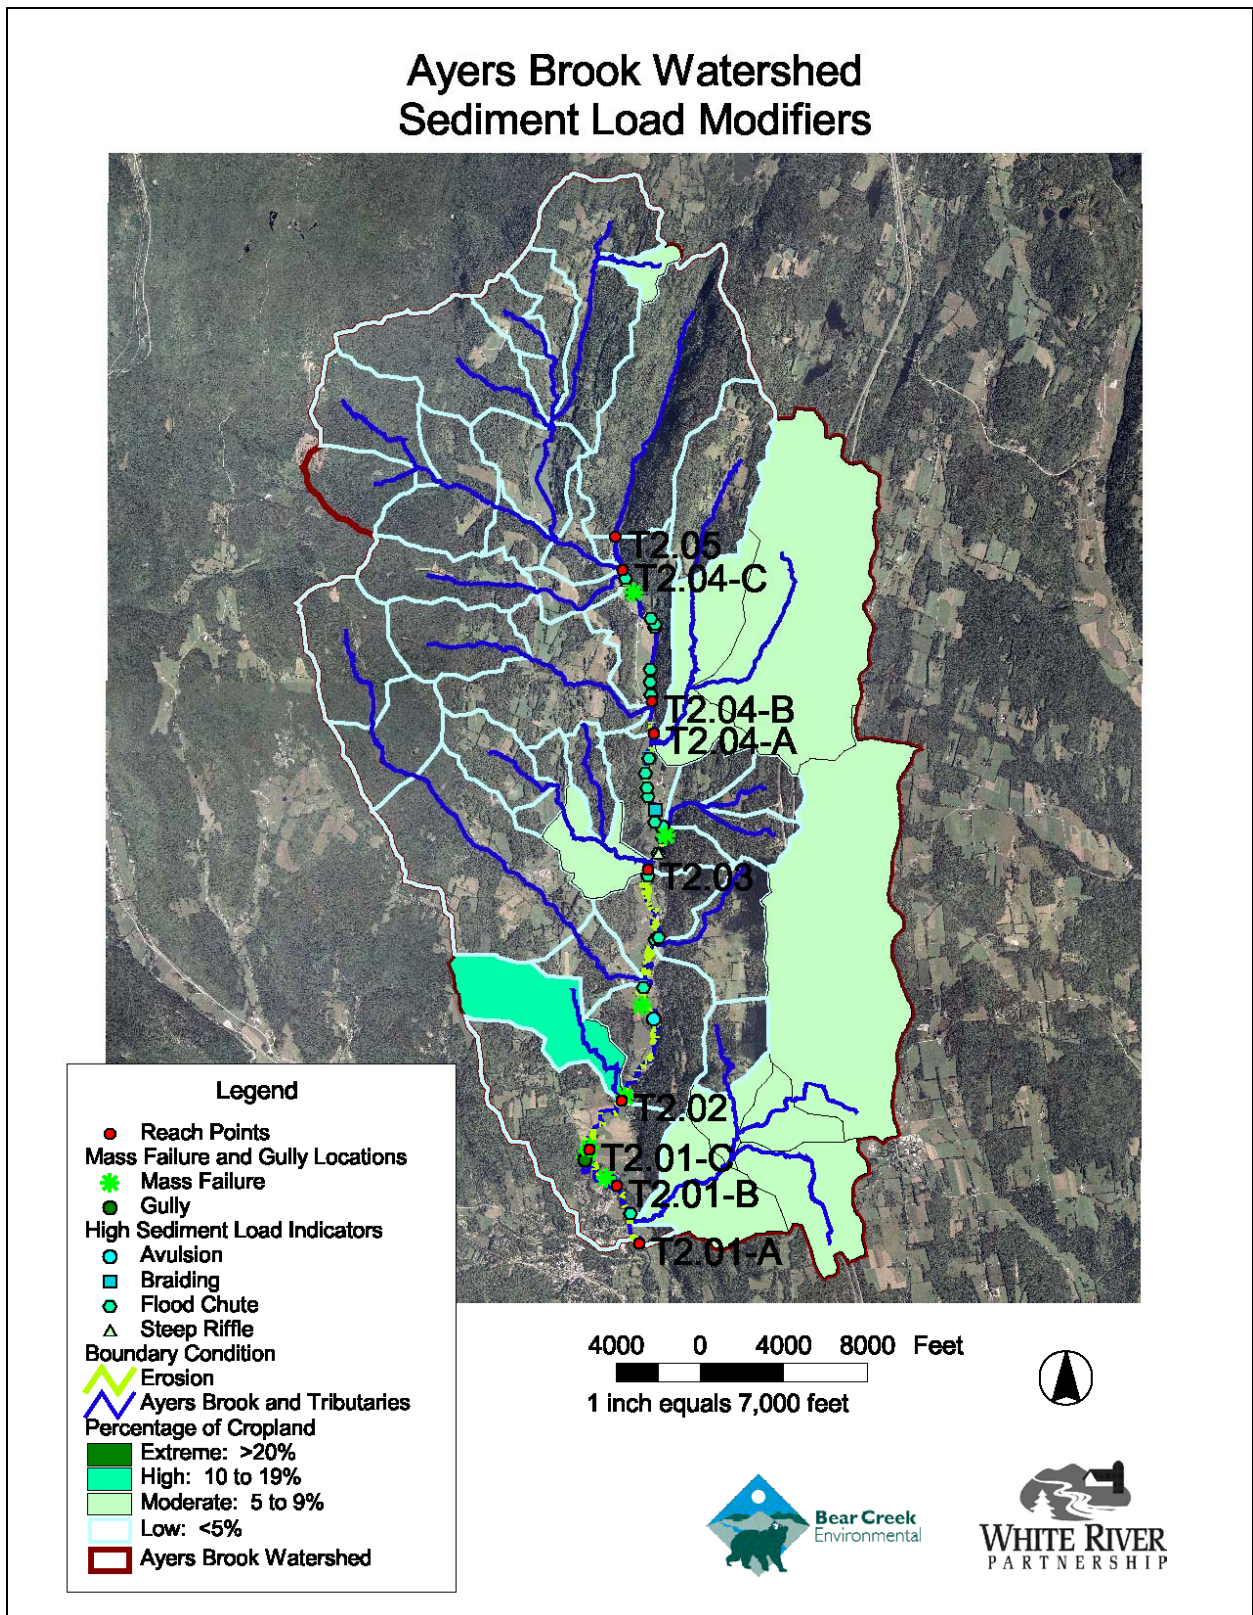 Ayers Brook Watershed
Sediment Load Modifiers
T2.05
T2.04-C
T2.04-B
T2.04-A
T2.03
T2.02
T2.01-C
T2.01-B
T2.01-A
Legend
Reach Points
Mass Failure and Gully Locations
Mass Failure
Gully
High Sediment Load Indicators
Avulsion
Braiding
Flood Chute
Steep Riffle
Boundary Condition
Erosion
Ayers Brook and Tributaries
Percentage of Cropland
Extreme: >20%
High: 10 to 19%
Moderate: 5 to 9%
Low: <5%
Ayers Brook Watershed
4000 0 4000 8000 Feet
1 inch equals 7,000 feet
Bear Creek
Environmental
WHITE RIVER
PARTNERSHIP